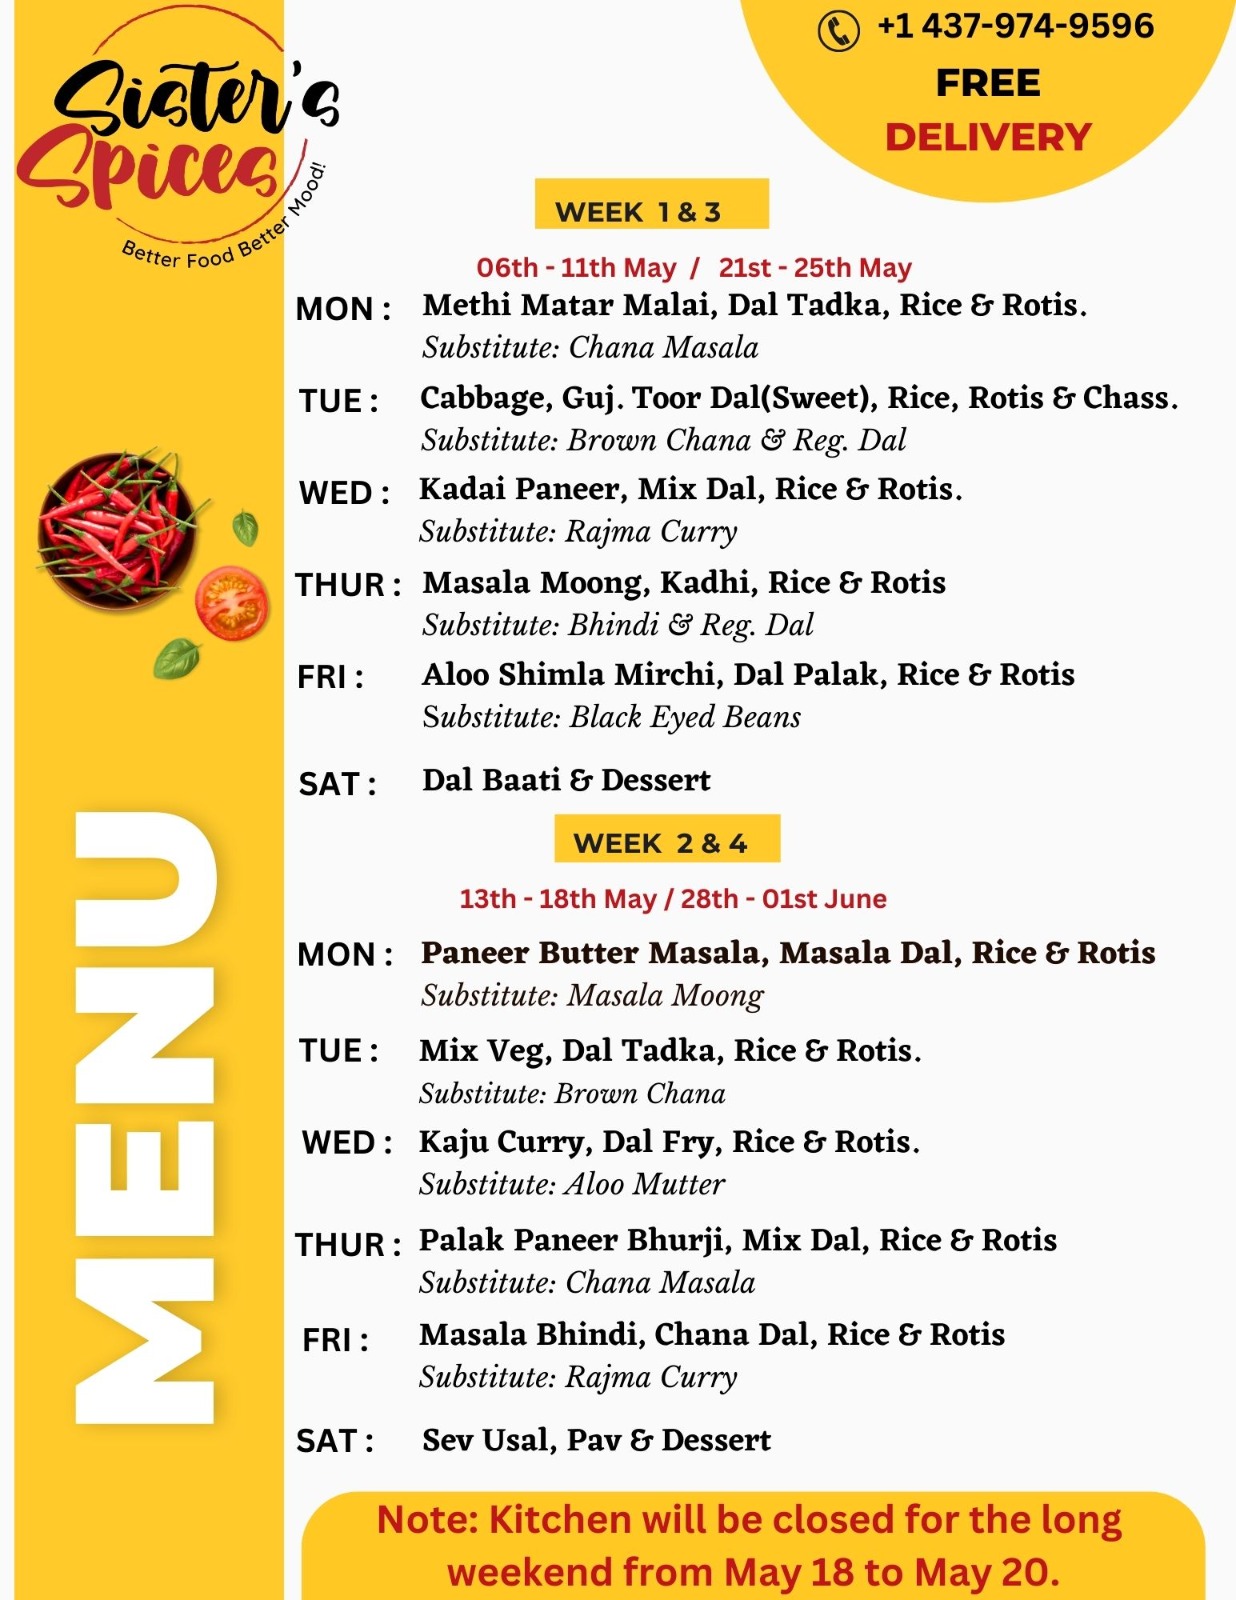 Sister's
Spices
Better Food Better Mood!
+1 437-974-9596
FREE
DELIVERY
WEEK 1 & 3
06th - 11th May / 21st - 25th May
MON : Methi Matar Malai, Dal Tadka, Rice & Rotis.
Substitute: Chana Masala
TUE : Cabbage, Guj. Toor Dal(Sweet), Rice, Rotis & Chass.
Substitute: Brown Chana & Reg. Dal
WED : Kadai Paneer, Mix Dal, Rice & Rotis.
Substitute: Rajma Curry
THUR : Masala Moong, Kadhi, Rice & Rotis
Substitute: Bhindi & Reg. Dal
FRI : Aloo Shimla Mirchi, Dal Palak, Rice & Rotis
Substitute: Black Eyed Beans
SAT : Dal Baati & Dessert
WEEK 2 & 4
13th - 18th May / 28th - 01st June
MON : Paneer Butter Masala, Masala Dal, Rice & Rotis
Substitute: Masala Moong
TUE : Mix Veg, Dal Tadka, Rice & Rotis.
Substitute: Brown Chana
WED : Kaju Curry, Dal Fry, Rice & Rotis.
Substitute: Aloo Mutter
THUR : Palak Paneer Bhurji, Mix Dal, Rice & Rotis
Substitute: Chana Masala
FRI : Masala Bhindi, Chana Dal, Rice & Rotis
Substitute: Rajma Curry
SAT : Sev Usal, Pav & Dessert
MENU
Note: Kitchen will be closed for the long
weekend from May 18 to May 20.